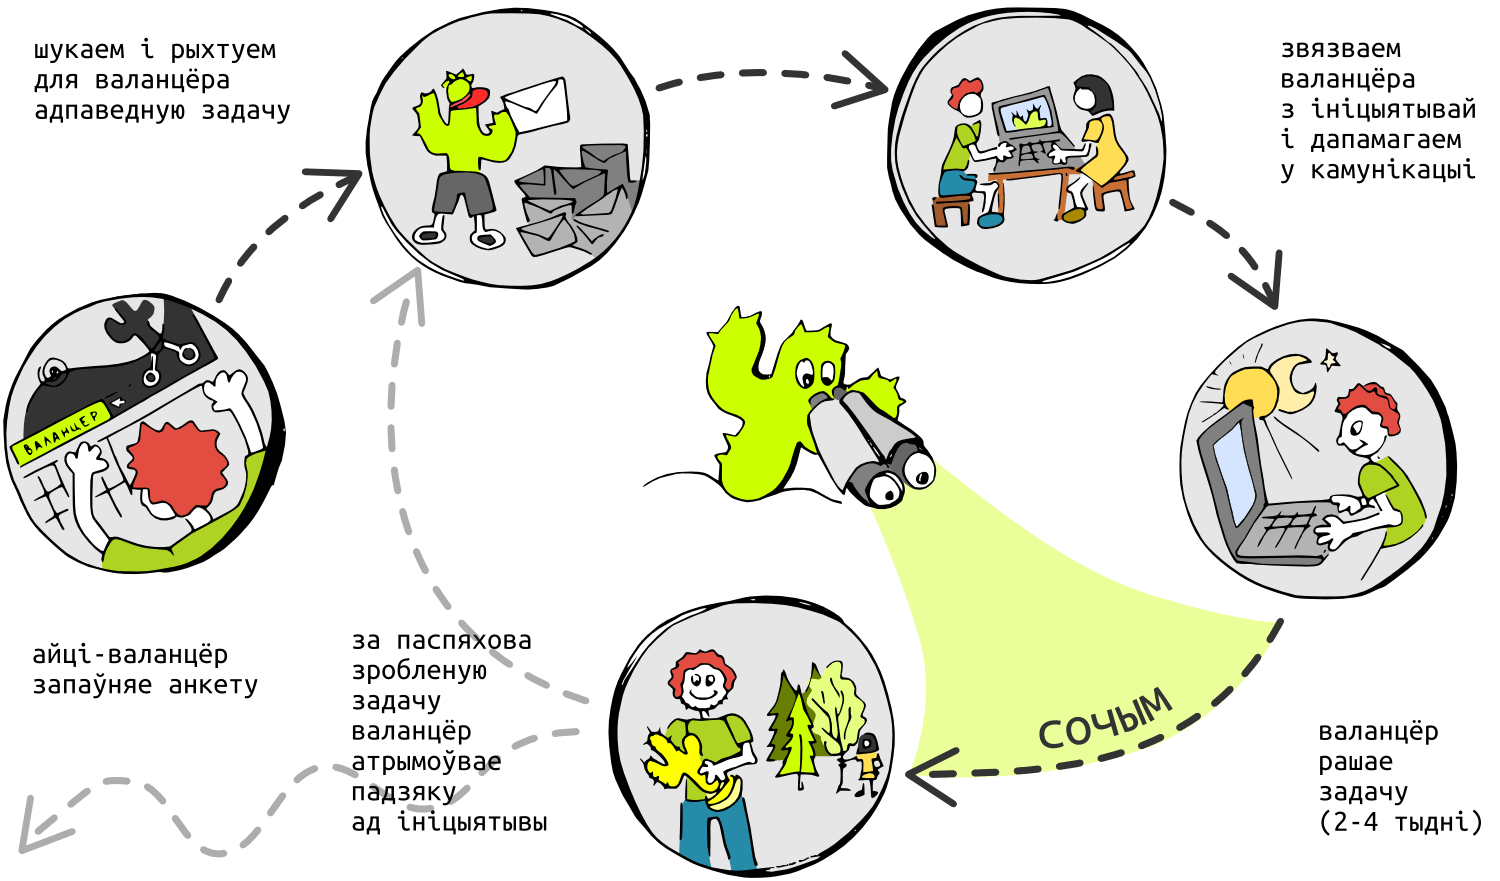 шукаем і рыхтуем
для валанцёра
адпаведную задачу
звязваем
валанцёра
з ініцыятывай
і дапамагаем
у камунікацыі
ВАЛАНЦЕР
айці-валанцёр
запаўняе анкету
за паспяхова
зробленую
задачу
валанцёр
атрымоўвае
падзяку
ад ініцыятывы
СОЧЫМ
валанцёр
рашае
задачу
(2-4 тыдні)